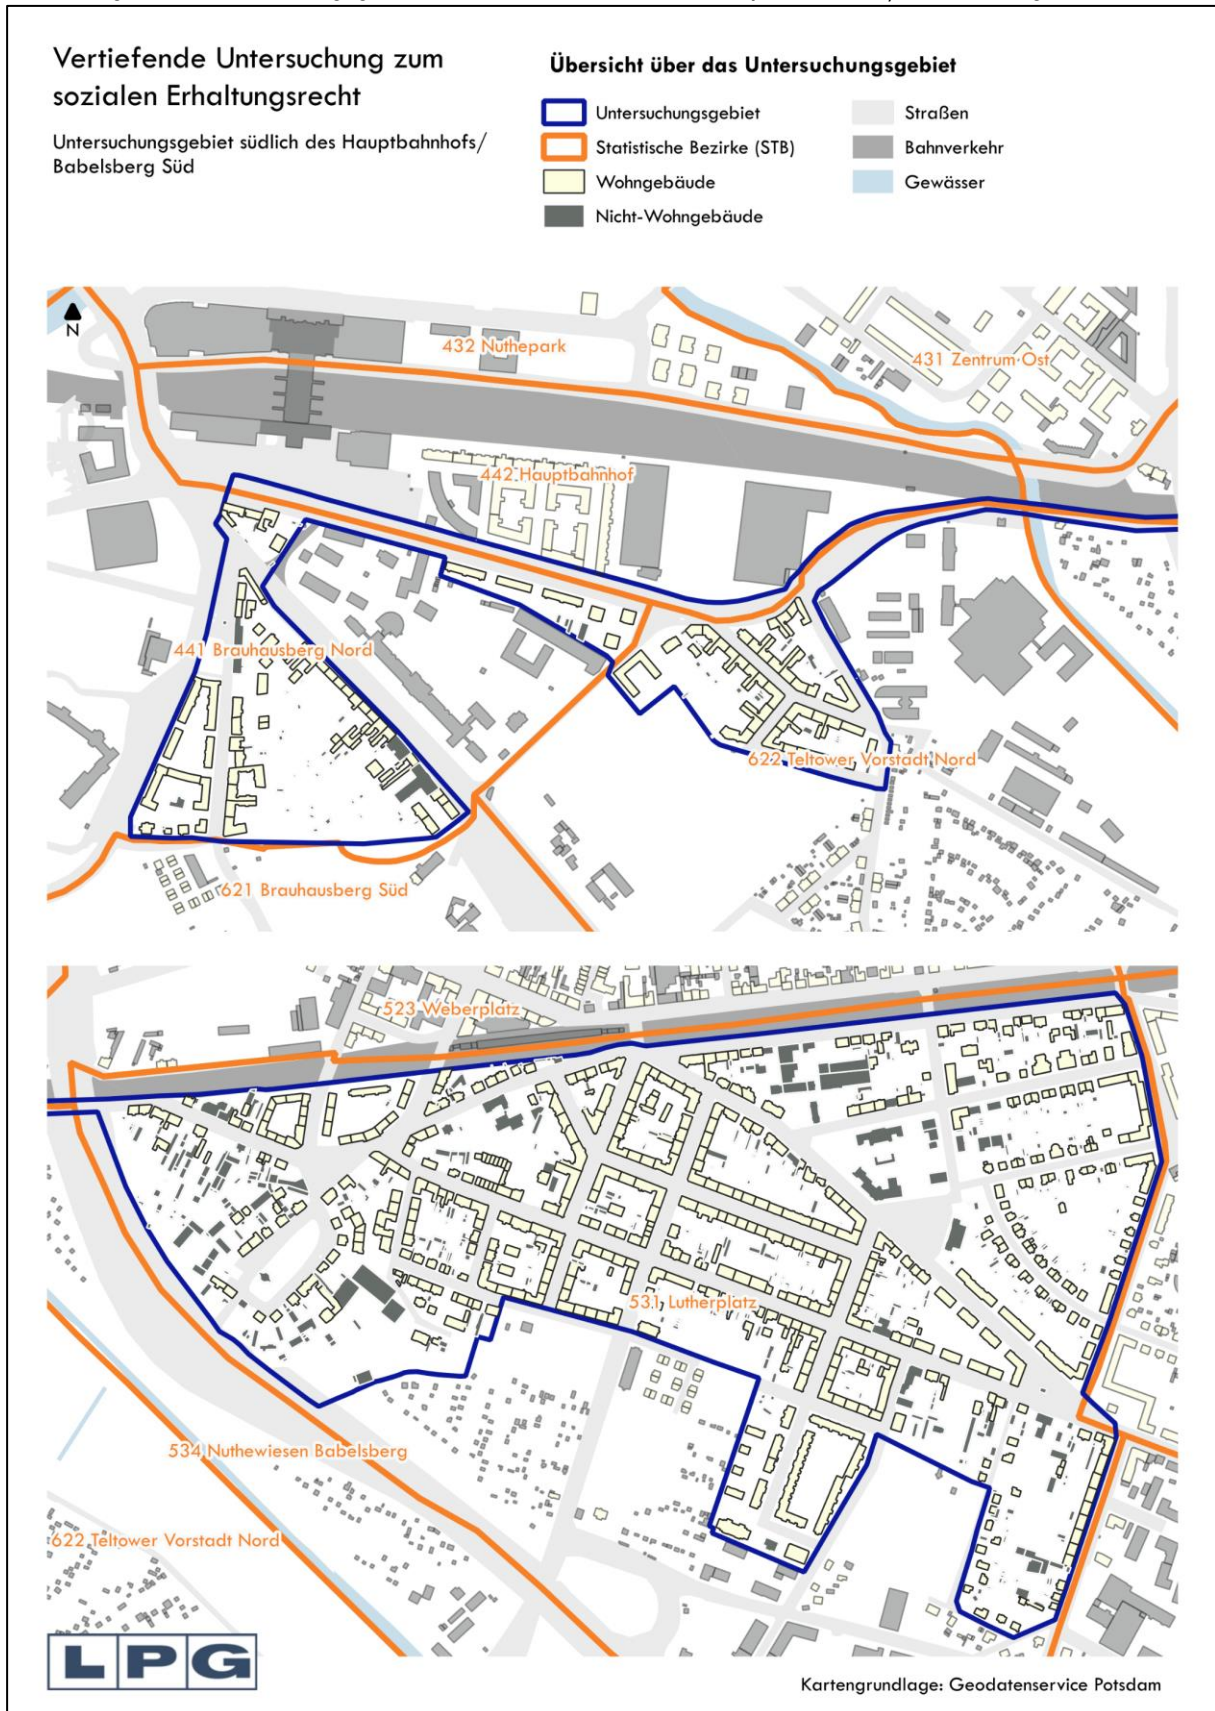 Vertiefende Untersuchung zum
sozialen Erhaltungsrecht
Untersuchungsgebiet südlich des Hauptbahnhofs/
Babelsberg Süd
Übersicht über das Untersuchungsgebiet
Untersuchungsgebiet
Statistische Bezirke (STB)
Wohngebäude
Nicht-Wohngebäude
Straßen
Bahnverkehr
Gewässer
N
432 Nuthepark
431 Zentrum Ost
442 Hauptbahnhof
441 Brauhausberg Nord
622 Teltower Vorstadt Nord
621 Brauhausberg Süd
523 Weberplatz
531 Lutherplatz
534 Nuthewiesen Babelsberg
622 Teltower Vorstadt Nord
LPG
Kartengrundlage: Geodatenservice Potsdam